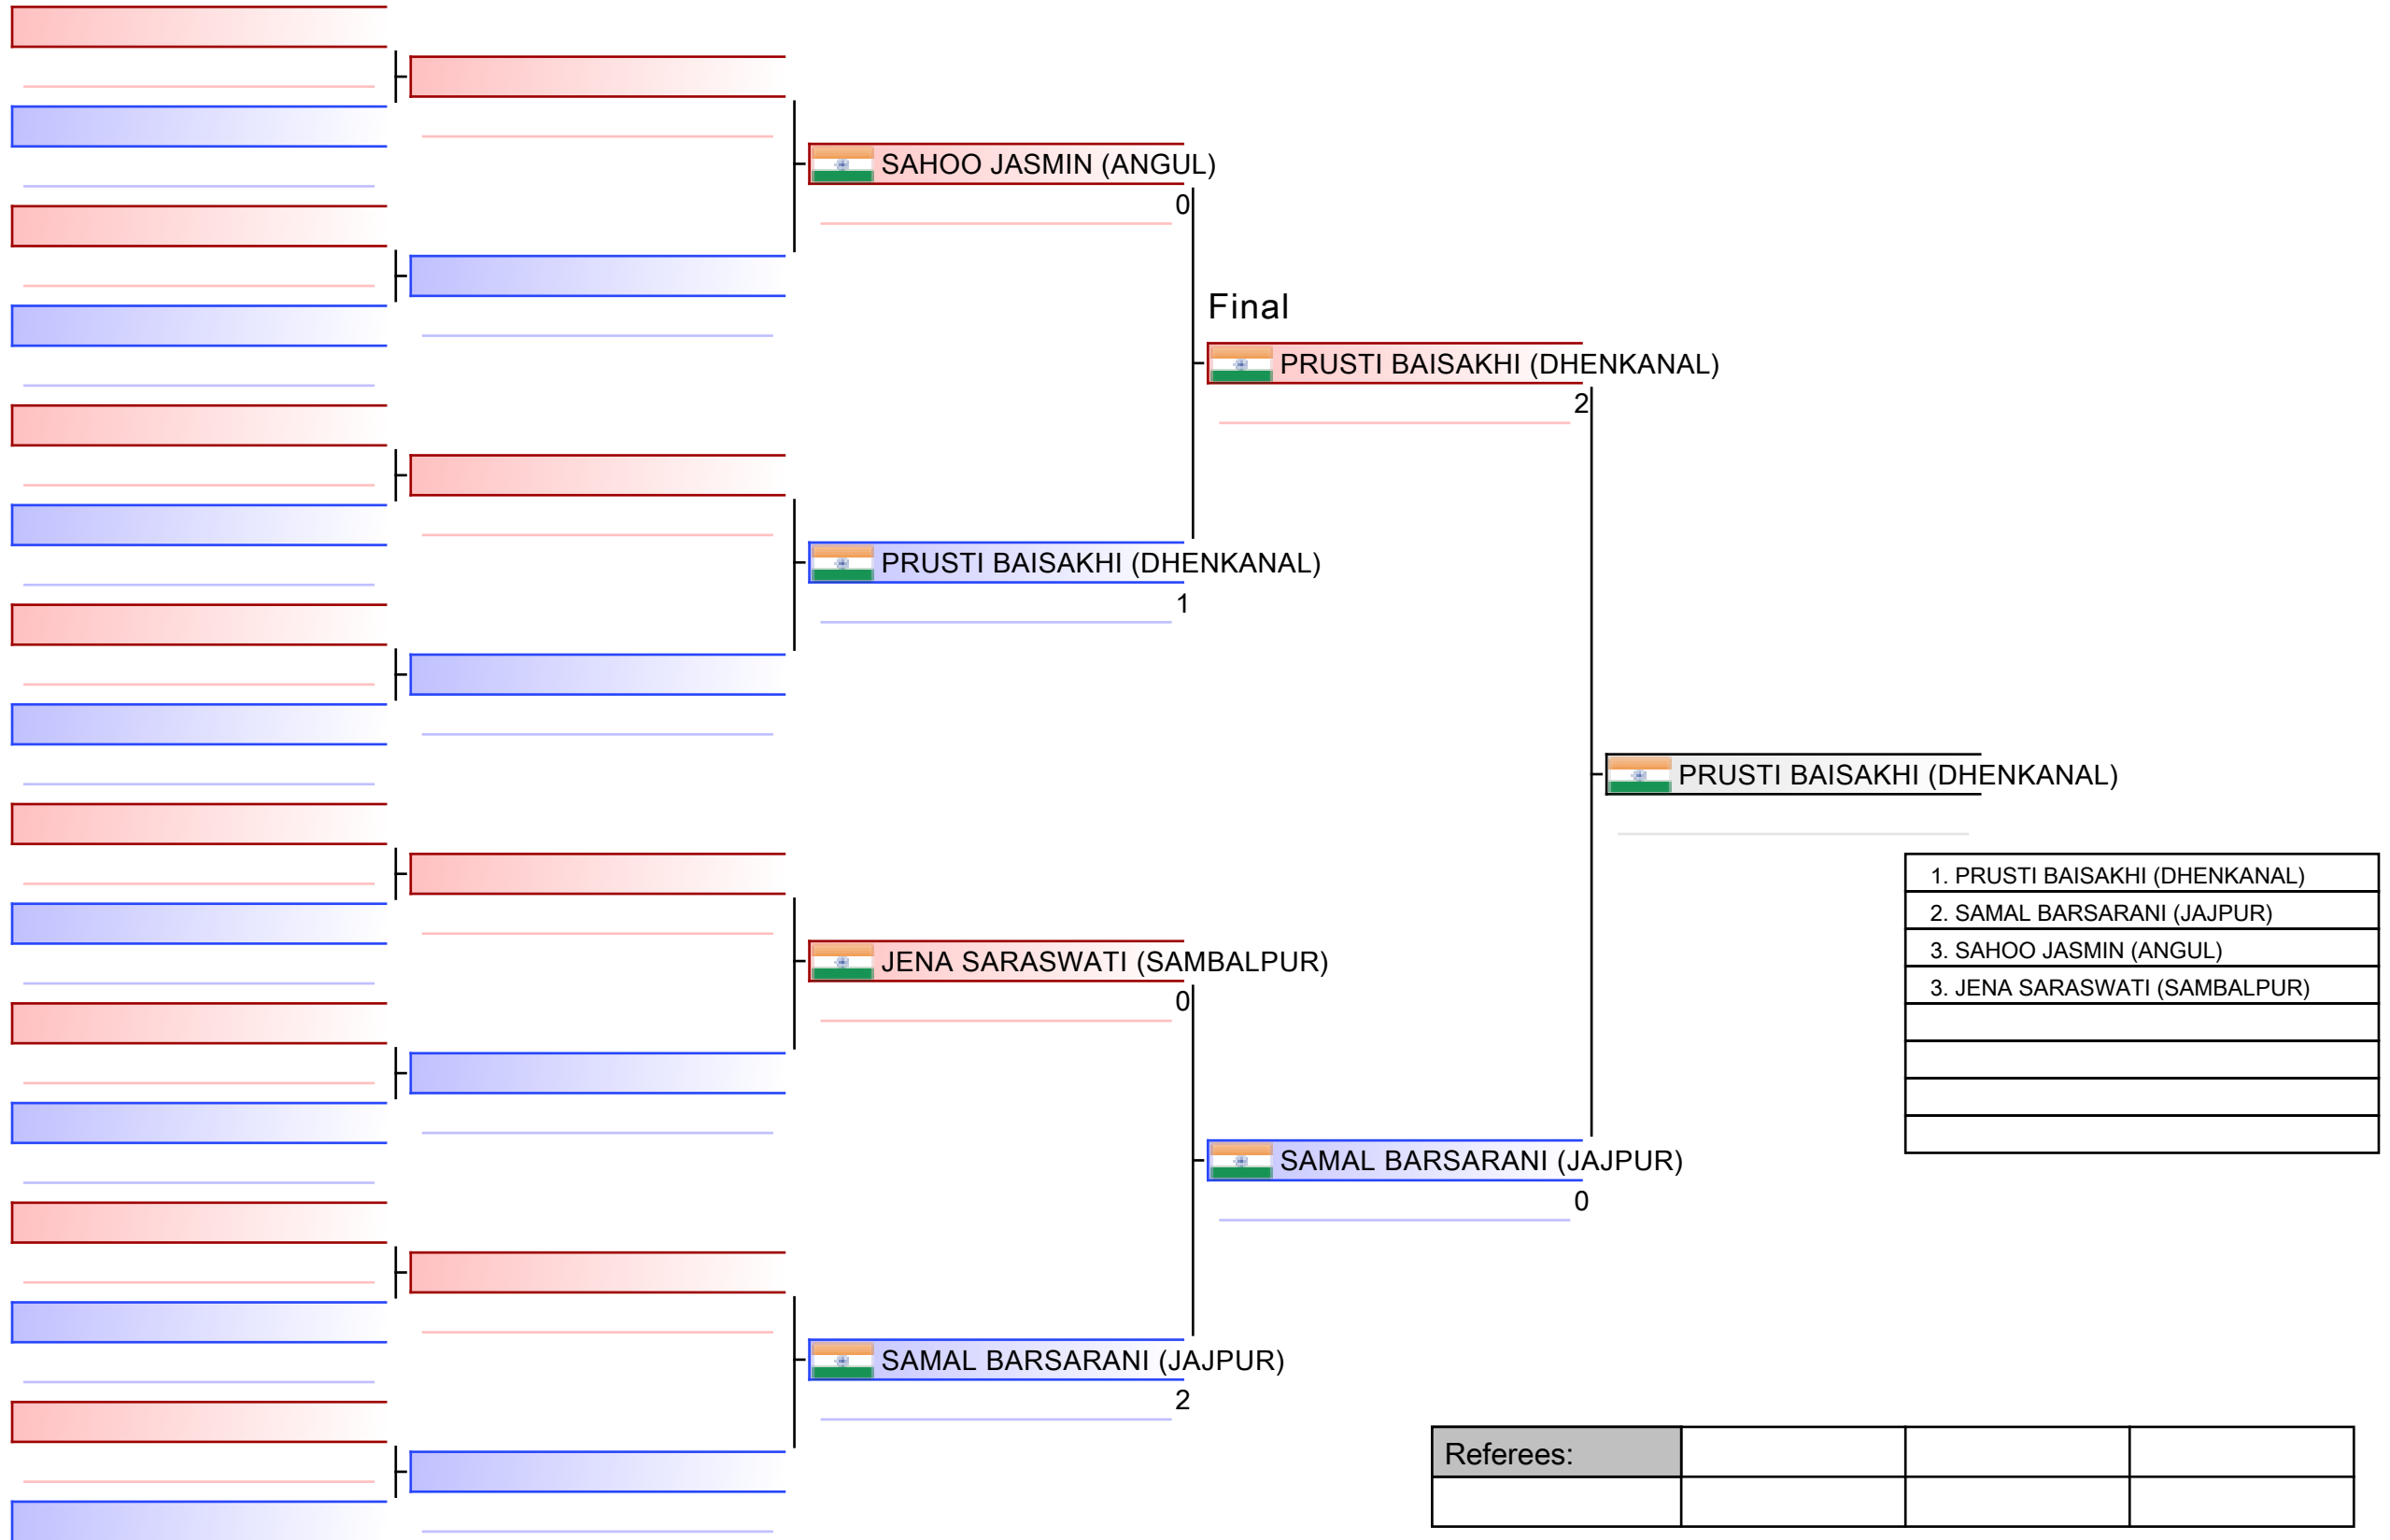 SAHOO JASMIN (ANGUL)
0
Final
PRUSTI BAISAKHI (DHENKANAL)
2
PRUSTI BAISAKHI (DHENKANAL)
1
PRUSTI BAISAKHI (DHENKANAL)
1. PRUSTI BAISAKHI (DHENKANAL)
2. SAMAL BARSARANI (JAJPUR)
3. SAHOO JASMIN (ANGUL)
3. JENA SARASWATI (SAMBALPUR)
JENA SARASWATI (SAMBALPUR)
0
SAMAL BARSARANI (JAJPUR)
0
SAMAL BARSARANI (JAJPUR)
2
Referees: